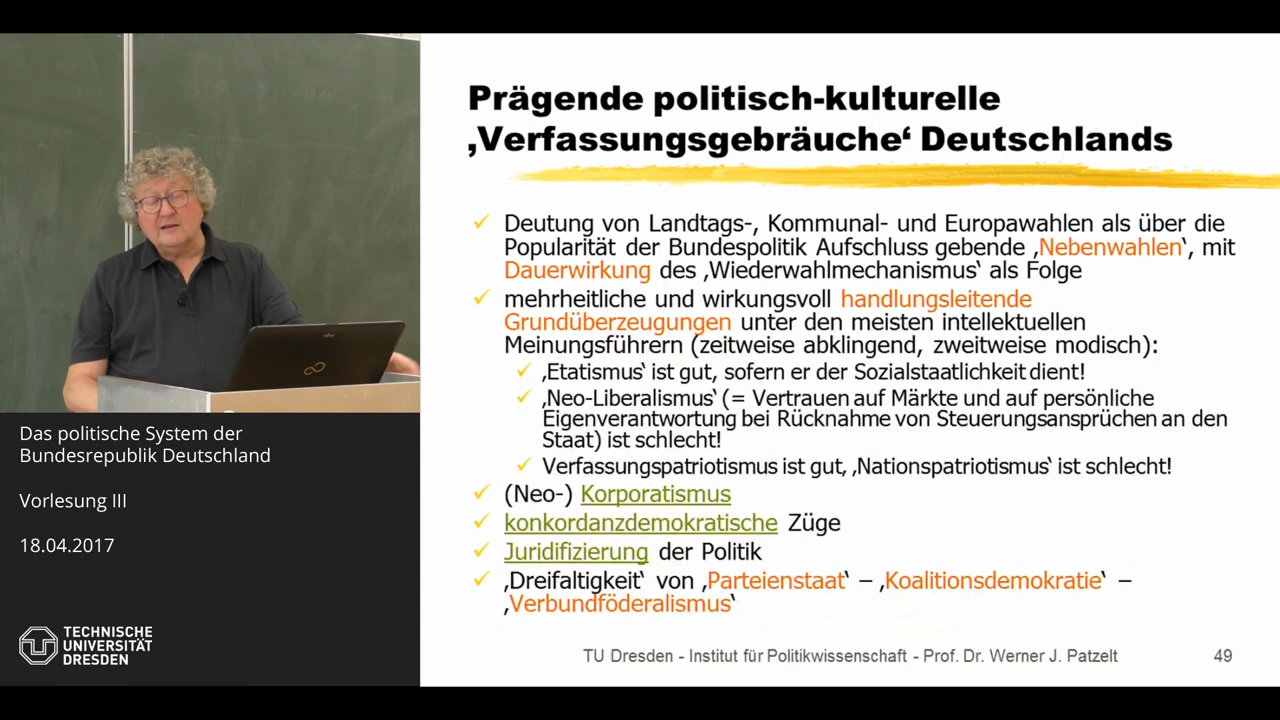 Prägende politisch-kulturelle
‚Verfassungsgebräuche‘ Deutschlands
Deutung von Landtags-, Kommunal- und Europawahlen als über die
Popularität der Bundespolitik Aufschluss gebende ‚Nebenwahlen‘, mit
Dauerwirkung des ‚Wiederwahlmechanismus‘ als Folge
mehrheitliche und wirkungsvoll handlungsleitende
Grundüberzeugungen unter den meisten intellektuellen
Meinungsführern (zeitweise abklingend, zweitweise modisch):
‚Etatismus‘ ist gut, sofern er der Sozialstaatlichkeit dient!
‚Neo-Liberalismus‘ (= Vertrauen auf Märkte und auf persönliche
Eigenverantwortung bei Rücknahme von Steuerungsansprüchen an den
Staat) ist schlecht!
Verfassungspatriotismus ist gut, ‚Nationspatriotismus‘ ist schlecht!
(Neo-) Korporatismus
konkordanzdemokratische Züge
Juridifizierung der Politik
‚Dreifaltigkeit‘ von ‚Parteienstaat‘ – ‚Koalitionsdemokratie‘ –
‚Verbundföderalismus‘
TU Dresden - Institut für Politikwissenschaft - Prof. Dr. Werner J. Patzelt 49
Das politische System der
Bundesrepublik Deutschland
Vorlesung III
18.04.2017
TECHNISCHE
UNIVERSITÄT
DRESDEN